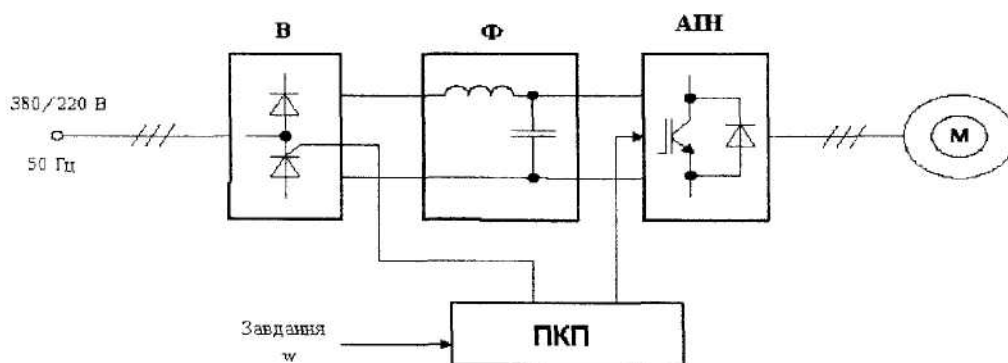 В
Ф
АІН
380/220 В
50 Гц
М
ПКП
Завдання
w